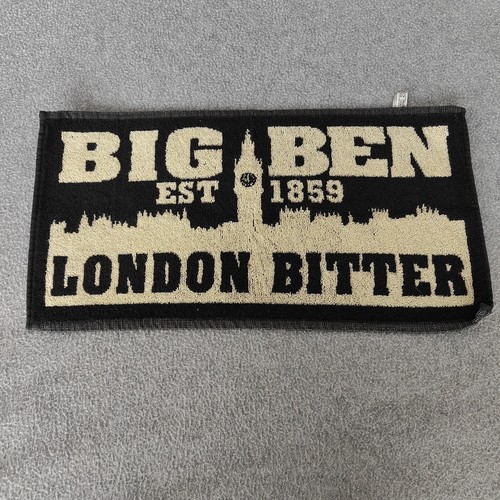 BIG BEN
EST 1859
LONDON BITTER